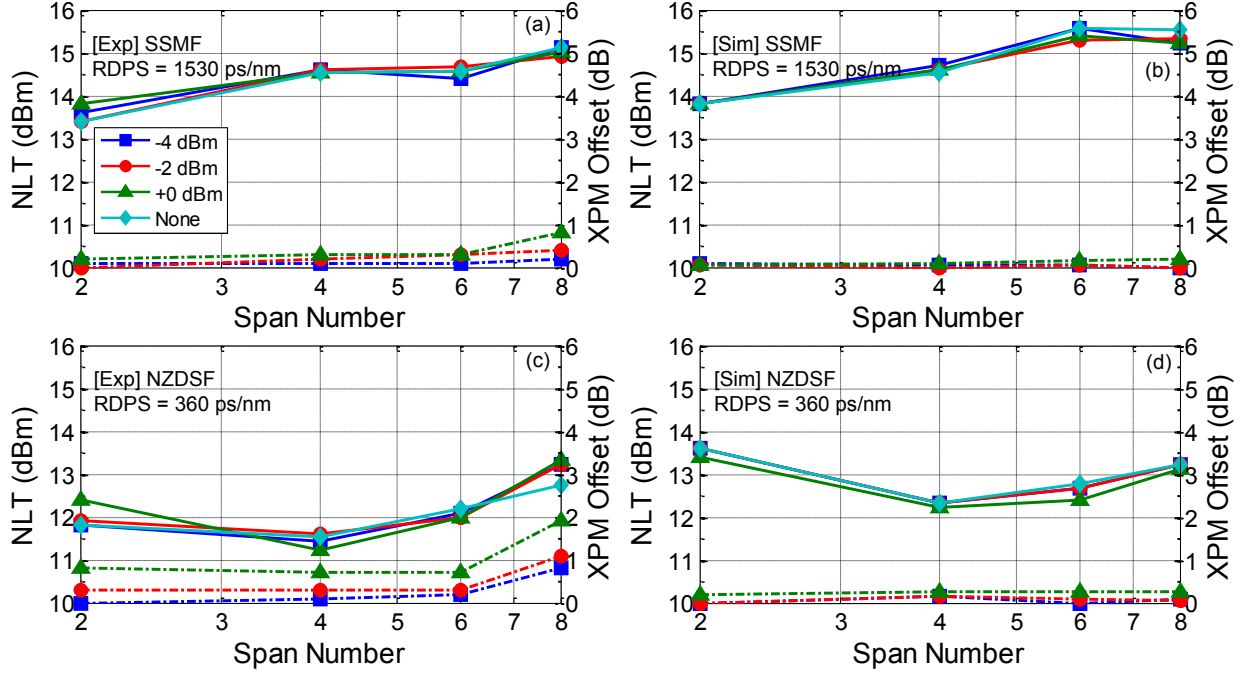 16
15
14
13
12
11
10
NLT (dBm)
[Exp] SSMF
RDPS = 1530 ps/nm
(a)
-4 dBm
-2 dBm
+0 dBm
None
6
5
4
3
2
1
0
XPM Offset (dB)
2 3 4 5 6 7 8
Span Number
16
15
14
13
12
11
10
NLT (dBm)
[Sim] SSMF
RDPS = 1530 ps/nm
(b)
6
5
4
3
2
1
0
XPM Offset (dB)
2 3 4 5 6 7 8
Span Number
16
15
14
13
12
11
10
NLT (dBm)
[Exp] NZDSF
RDPS = 360 ps/nm
(c)
6
5
4
3
2
1
0
XPM Offset (dB)
2 3 4 5 6 7 8
Span Number
16
15
14
13
12
11
10
NLT (dBm)
[Sim] NZDSF
RDPS = 360 ps/nm
(d)
6
5
4
3
2
1
0
XPM Offset (dB)
2 3 4 5 6 7 8
Span Number